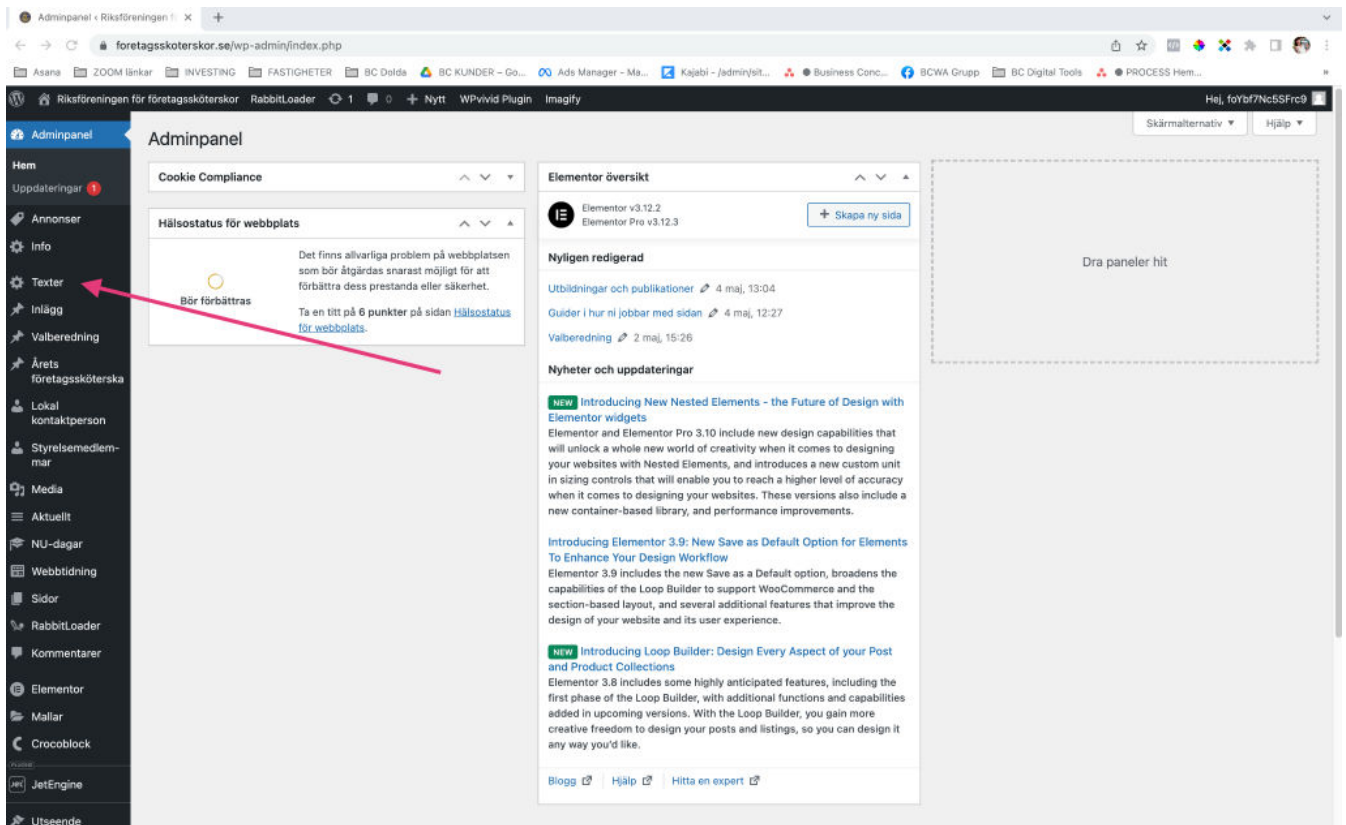 Adminpanel ‹ Riksföreningen f
foretagsskoterskor.se/wp-admin/index.php
Asana
ZOOM länkar
INVESTING
FASTIGHETER
BC Dolda
BC KUNDER – Go...
Ads Manager - Ma...
Kajabi - /admin/sit...
Business Conc...
BCWA Grupp
BC Digital Tools
PROCESS Hem...
»
Riksföreningen för företagssköterskor
RabbitLoader
1
0
+ Nytt
WPvivid Plugin
Imagify
Hej, foYbf7Nc5SFrc9
Adminpanel
Hem
Uppdateringar 1
Annonser
Info
Texter
Inlägg
Valberedning
Årets
företagssköterska
Lokal
kontaktperson
Styrelsemedlem-
mar
Media
Aktuellt
NU-dagar
Webbtidning
Sidor
RabbitLoader
Kommentarer
Elementor
Mallar
Crocoblock
JetEngine
Utseende
Skärmalternativ ▼
Hjälp ▼
Adminpanel
Cookie Compliance
Hälsostatus för webbplats
Bör förbättras
Det finns allvarliga problem på webbplatsen
som bör åtgärdas snarast möjligt för att
förbättra dess prestanda eller säkerhet.
Ta en titt på 6 punkter på sidan Hälsostatus
för webbplats.
Elementor översikt
Elementor v3.12.2
Elementor Pro v3.12.3
+ Skapa ny sida
Nyligen redigerad
Utbildningar och publikationer 4 maj, 13:04
Guider i hur ni jobbar med sidan 4 maj, 12:27
Valberedning 2 maj, 15:26
Nyheter och uppdateringar
NEW Introducing New Nested Elements - the Future of Design with
Elementor widgets
Elementor and Elementor Pro 3.10 include new design capabilities that
will unlock a whole new world of creativity when it comes to designing
your websites with Nested Elements, and introduces a new custom unit
in sizing controls that will enable you to reach a higher level of accuracy
when it comes to designing your websites. These versions also include a
new container-based library, and performance improvements.
Introducing Elementor 3.9: New Save as Default Option for Elements
To Enhance Your Design Workflow
Elementor 3.9 includes the new Save as a Default option, broadens the
capabilities of the Loop Builder to support WooCommerce and the
section-based layout, and several additional features that improve the
design of your website and its user experience.
NEW Introducing Loop Builder: Design Every Aspect of your Post
and Product Collections
Elementor 3.8 includes some highly anticipated features, including the
first phase of the Loop Builder, with additional functions and capabilities
added in upcoming versions. With the Loop Builder, you gain more
creative freedom to design your posts and listings, so you can design it
any way you'd like.
Blogg
Hjälp
Hitta en expert
Dra paneler hit